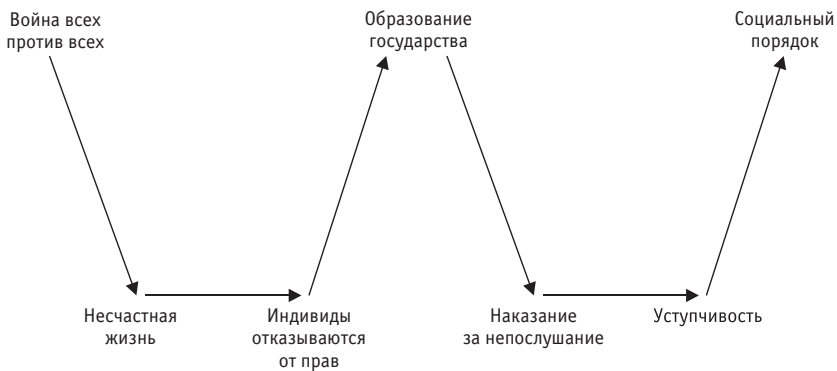 Война всех
против всех
Образование
государства
Социальный
порядок
Несчастная
жизнь
Индивиды
отказываются
от прав
Наказание
за непослушание
Уступчивость